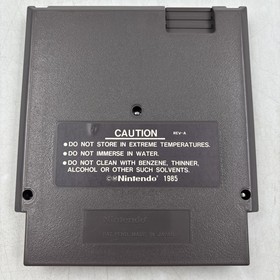 CAUTION REV-A
●DO NOT STORE IN EXTREME TEMPERATURES.
●DO NOT IMMERSE IN WATER.
●DO NOT CLEAN WITH BENZENE, THINNER,
ALCOHOL OR OTHER SUCH SOLVENTS.
©Ⓜ Nintendo® 1985